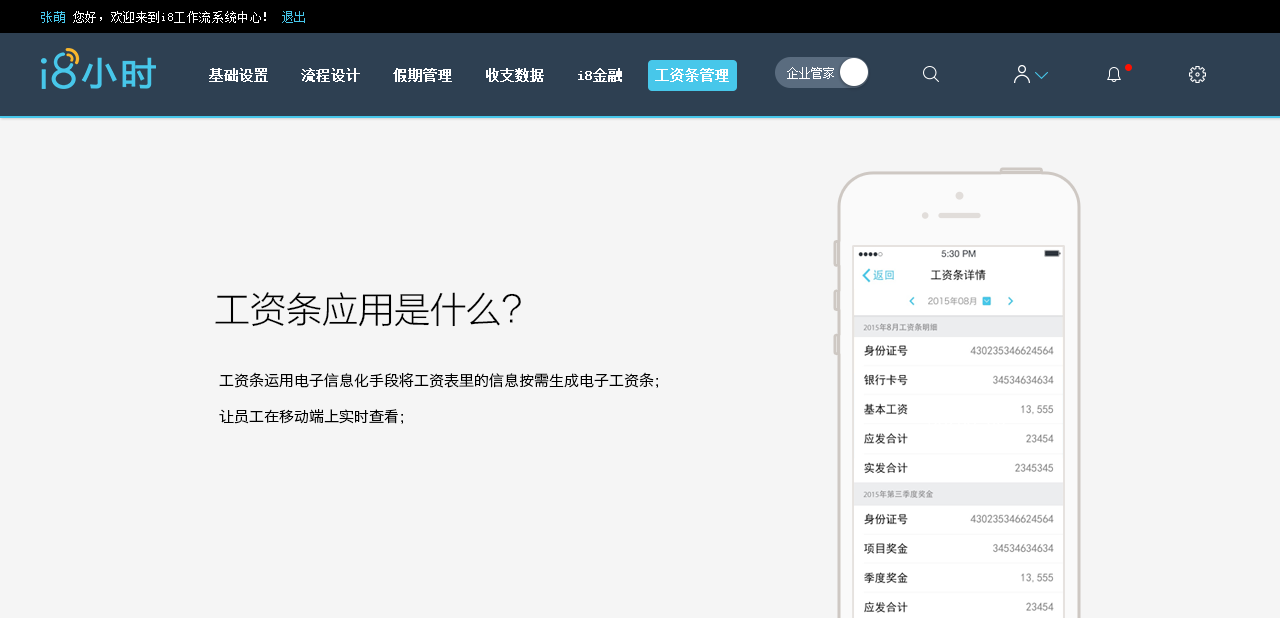 张萌 您好，欢迎来到i8工作流系统中心！ 退出
i8小时 基础设置 流程设计 假期管理 收支数据 i8金融 工资条管理 企业管家
工资条应用是什么?
工资条运用电子信息化手段将工资表里的信息按需生成电子工资条;
让员工在移动端上实时查看;
5:30 PM
返回 工资条详情
2015年08月
2015年8月工资条明细
身份证号 430235346624564
银行卡号 34534634634
基本工资 13,555
应发合计 23454
实发合计 2345345
2015年第三季度奖金
身份证号 430235346624564
项目奖金 34534634634
季度奖金 13,555
应发合计 23454